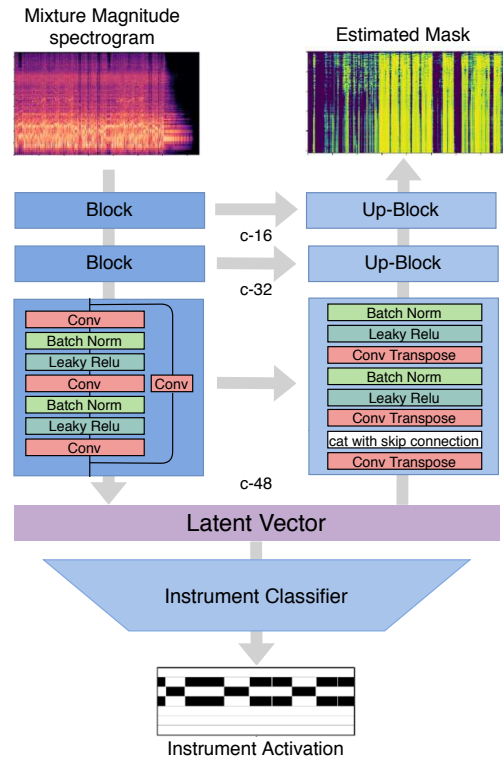 Mixture Magnitude
spectrogram
Estimated Mask
Block
Up-Block
c-16
Block
Up-Block
c-32
Conv
Batch Norm
Leaky Relu
Conv
Conv
Batch Norm
Leaky Relu
Conv
Batch Norm
Leaky Relu
Conv Transpose
Batch Norm
Leaky Relu
Conv Transpose
cat with skip connection
Conv Transpose
c-48
Latent Vector
Instrument Classifier
Instrument Activation